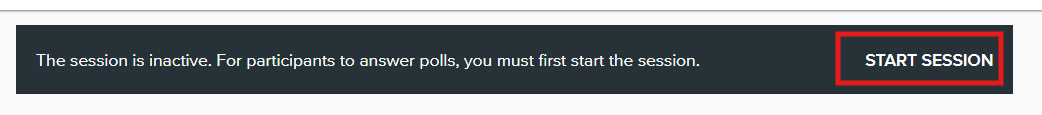 The session is inactive. For participants to answer polls, you must first start the session. START SESSION